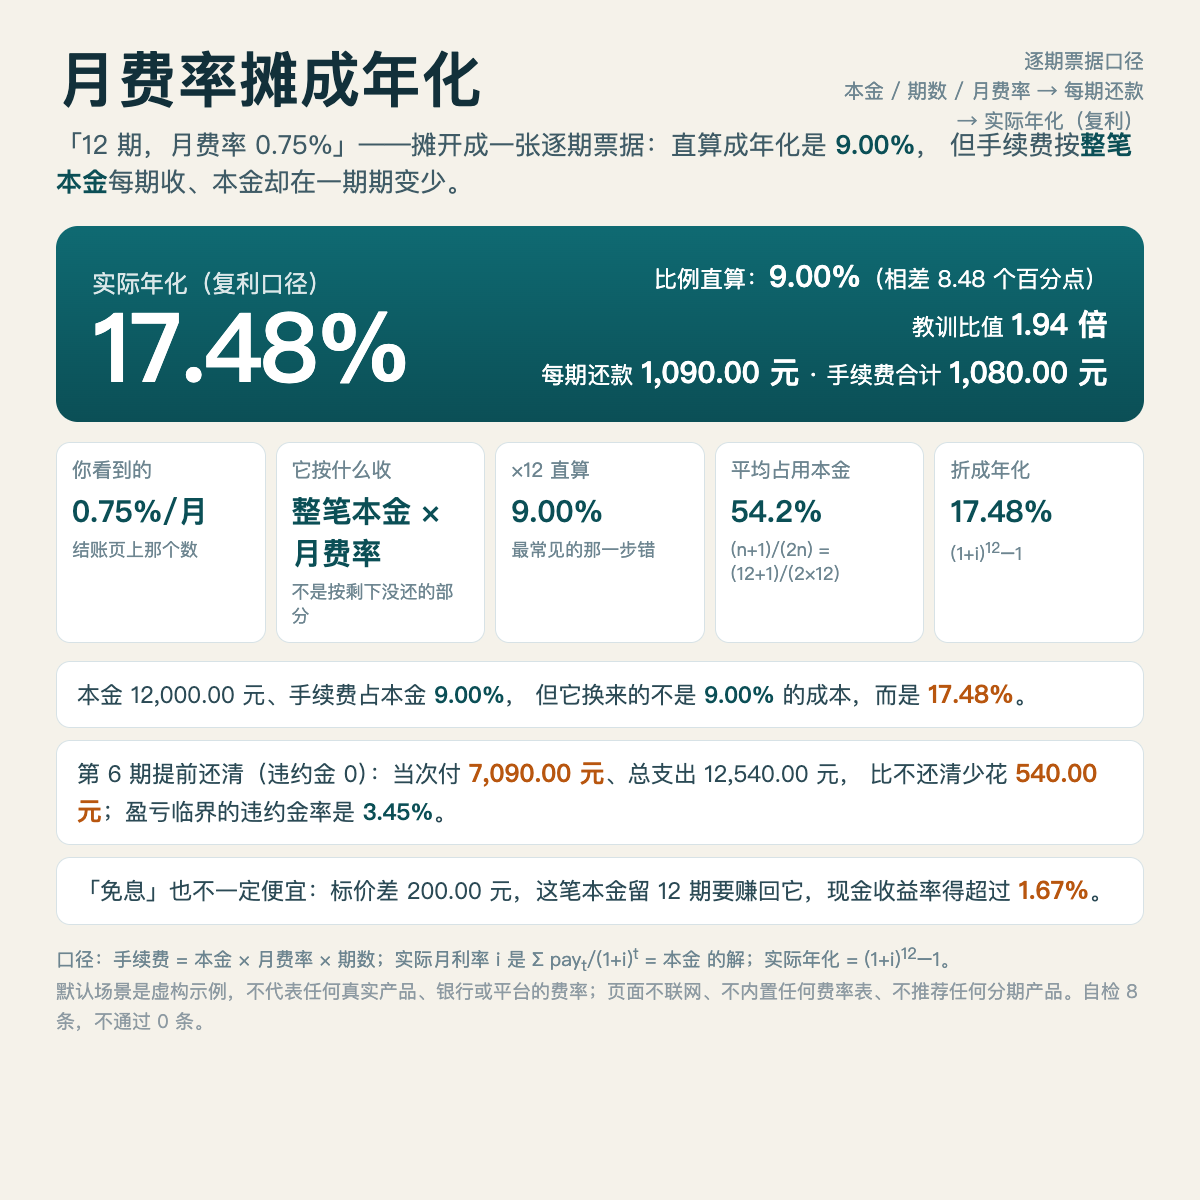 月费率摊成年化
逐期票据口径
本金 / 期数 / 月费率 → 每期还款
→ 实际年化（复利）
「12 期，月费率 0.75%」——摊开成一张逐期票据：直算成年化是 9.00%， 但手续费按整笔
本金每期收、本金却在一期期变少。
实际年化（复利口径）
17.48%
比例直算：9.00%（相差 8.48 个百分点）
教训比值 1.94 倍
每期还款 1,090.00 元 · 手续费合计 1,080.00 元
你看到的
0.75%/月
结账页上那个数
它按什么收
整笔本金 ×
月费率
不是按剩下没还的部
分
×12 直算
9.00%
最常见的那一步错
平均占用本金
54.2%
(n+1)/(2n) =
(12+1)/(2×12)
折成年化
17.48%
(1+i)¹²−1
本金 12,000.00 元、手续费占本金 9.00%， 但它换来的不是 9.00% 的成本，而是 17.48%。
第 6 期提前还清（违约金 0）：当次付 7,090.00 元、总支出 12,540.00 元， 比不还清少花 540.00
元；盈亏临界的违约金率是 3.45%。
「免息」也不一定便宜：标价差 200.00 元，这笔本金留 12 期要赚回它，现金收益率得超过 1.67%。
口径：手续费 = 本金 × 月费率 × 期数；实际月利率 i 是 Σ payₜ/(1+i)ᵗ = 本金 的解；实际年化 = (1+i)¹²−1。
默认场景是虚构示例，不代表任何真实产品、银行或平台的费率；页面不联网、不内置任何费率表、不推荐任何分期产品。自检 8
条，不通过 0 条。